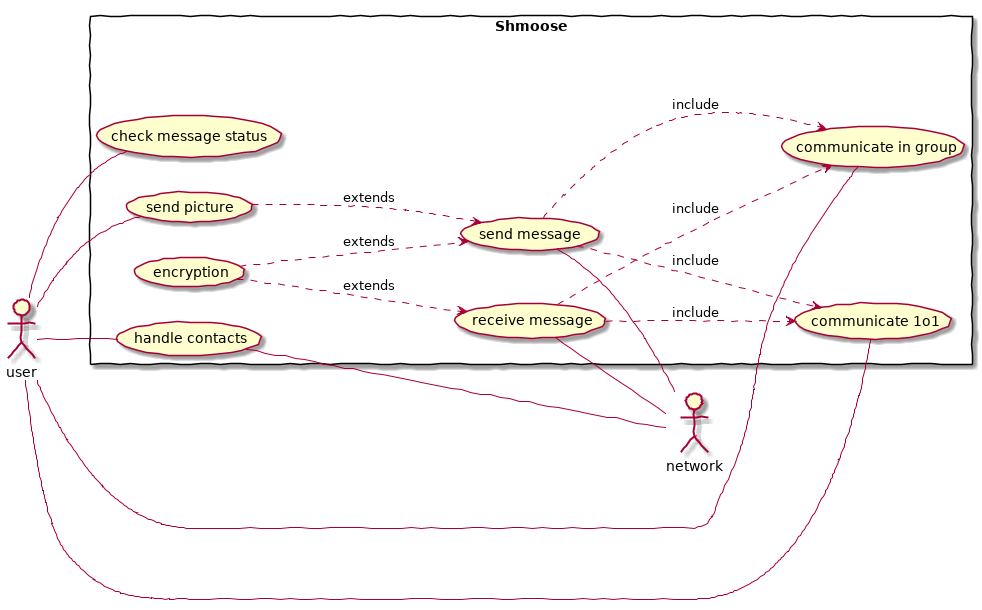 Shmoose
include
check message status
communicate in group
extends
send picture
include
send message
extends
include
encryption
extends
include
receive message
communicate 1o1
handle contacts
user
network